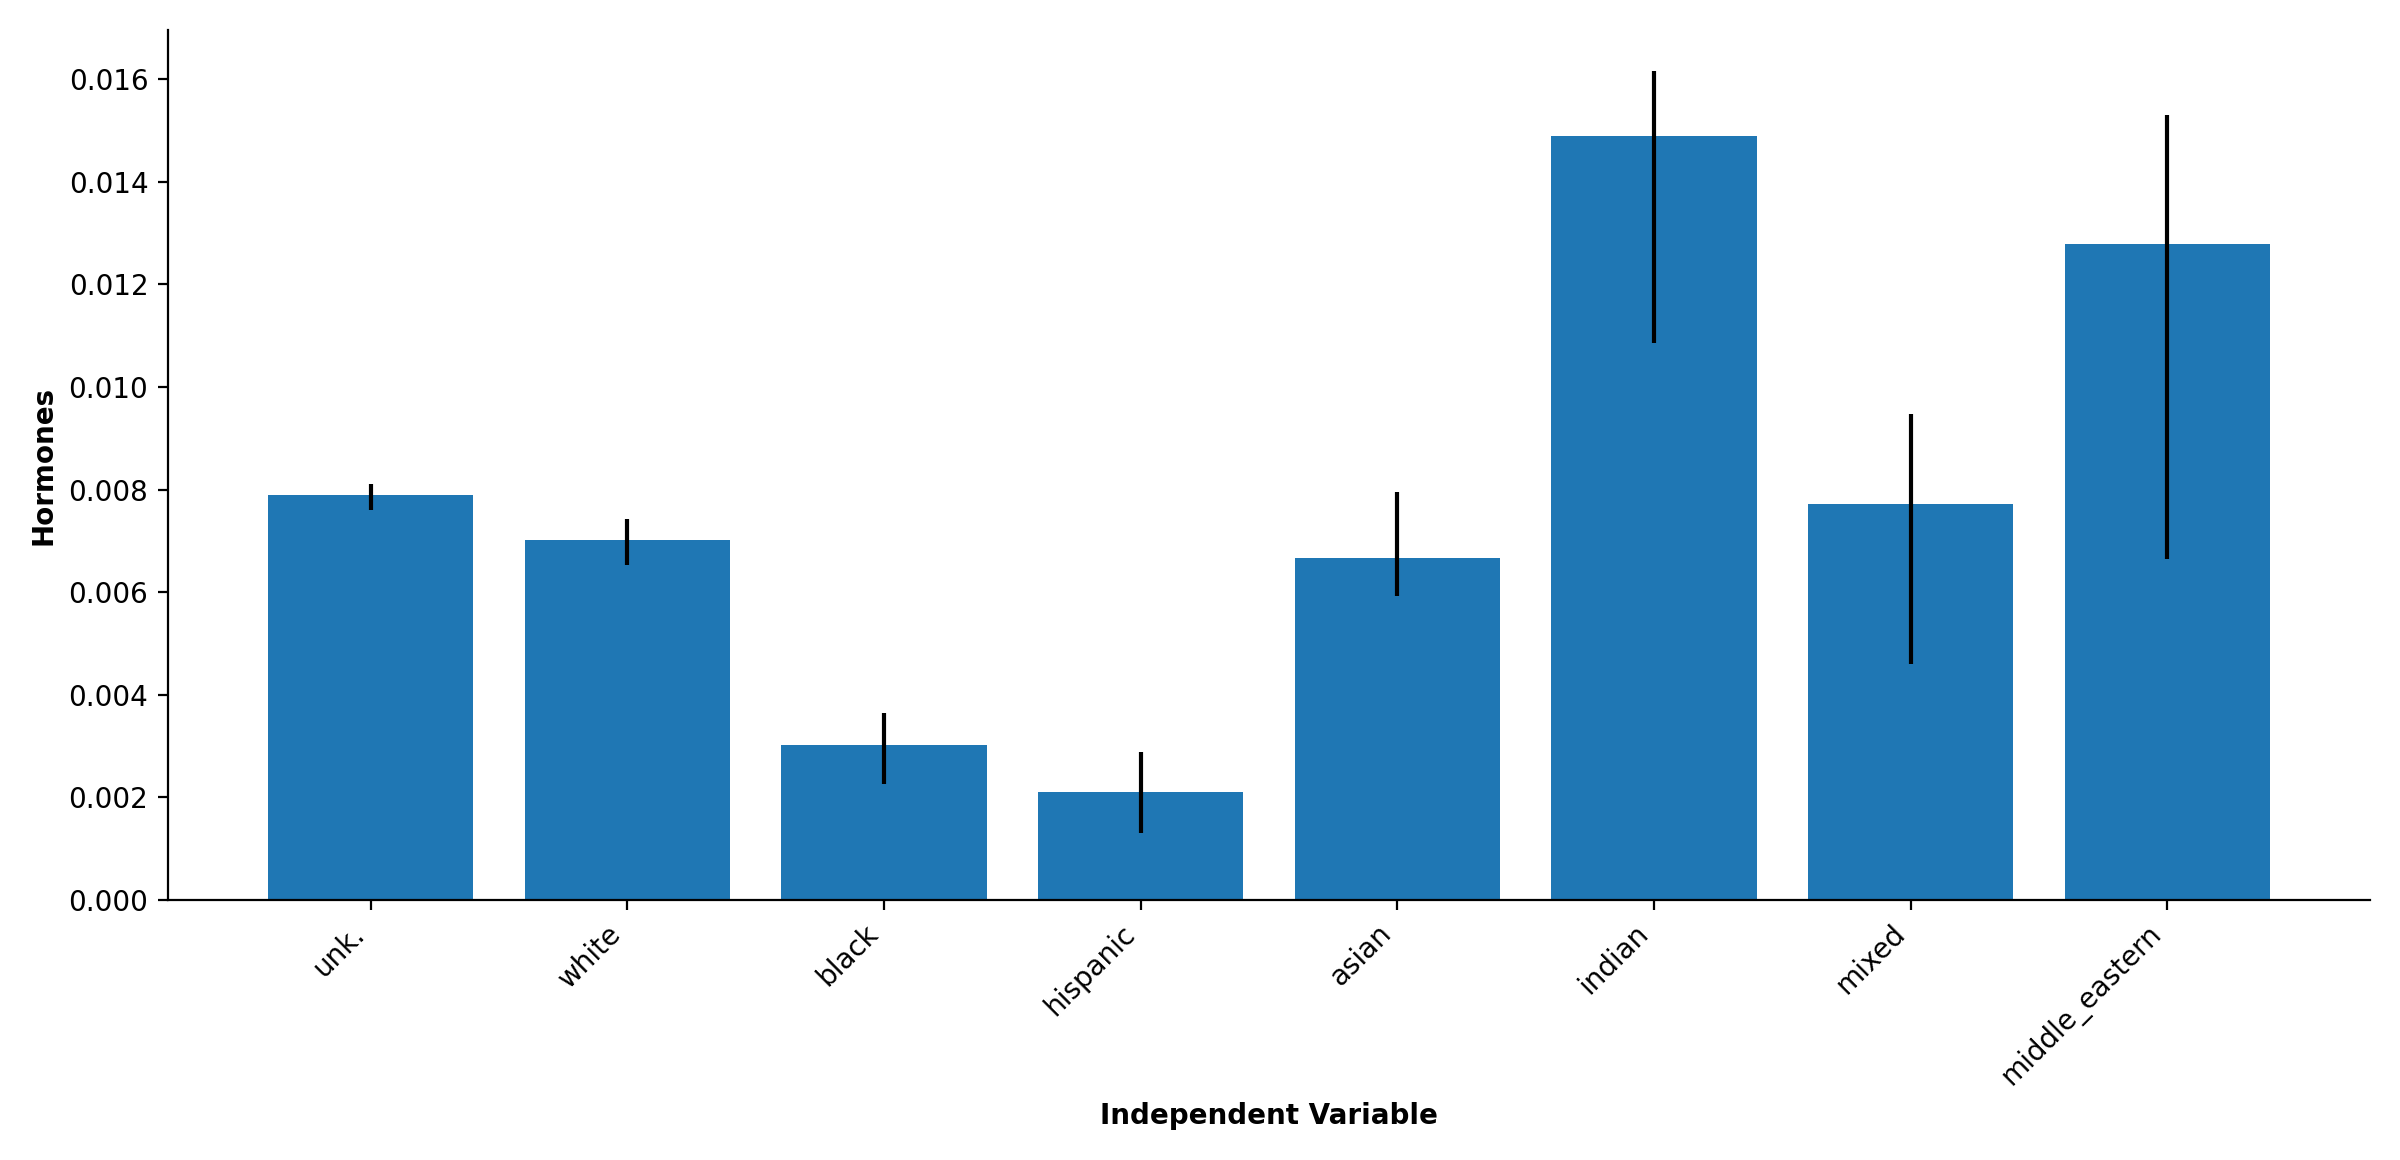 0.016
0.014
0.012
0.010
0.008
0.006
0.004
0.002
0.000
Hormones
unk.
white
black
hispanic
asian
indian
mixed
middle_eastern
Independent Variable